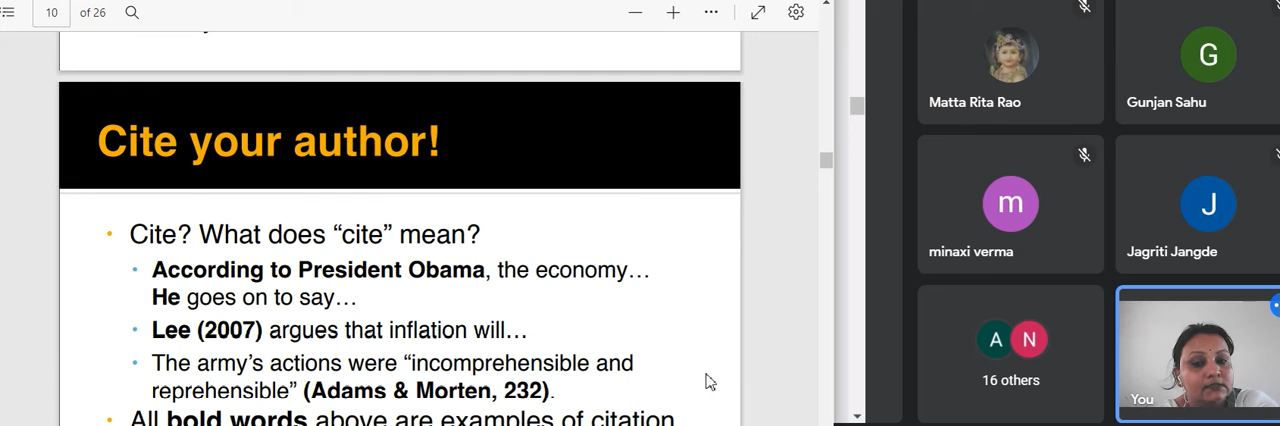 10 of 26
Cite your author!
• Cite? What does “cite” mean?
• According to President Obama, the economy…
He goes on to say…
• Lee (2007) argues that inflation will…
• The army’s actions were “incomprehensible and
reprehensible” (Adams & Morten, 232).
• All bold words above are examples of citation
Matta Rita Rao
G
Gunjan Sahu
m
minaxi verma
J
Jagriti Jangde
A N
16 others
You